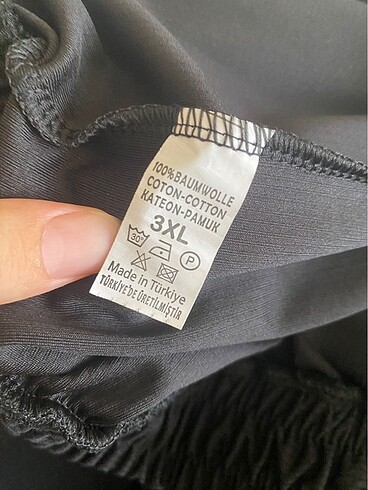 100%BAUMWOLLE
COTON-COTTON
KATEON-PAMUK
3XL
30° P
Made in Türkiye
TÜRKİYE'DE ÜRETİLMİŞTİR